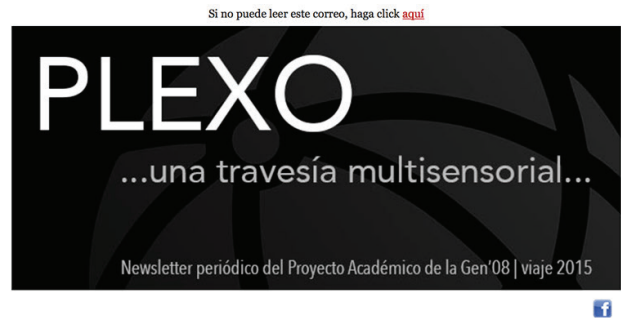 Si no puede leer este correo, haga click aquí
PLEXO
...una travesía multisensorial...
Newsletter periódico del Proyecto Académico de la Gen'08 | viaje 2015
f